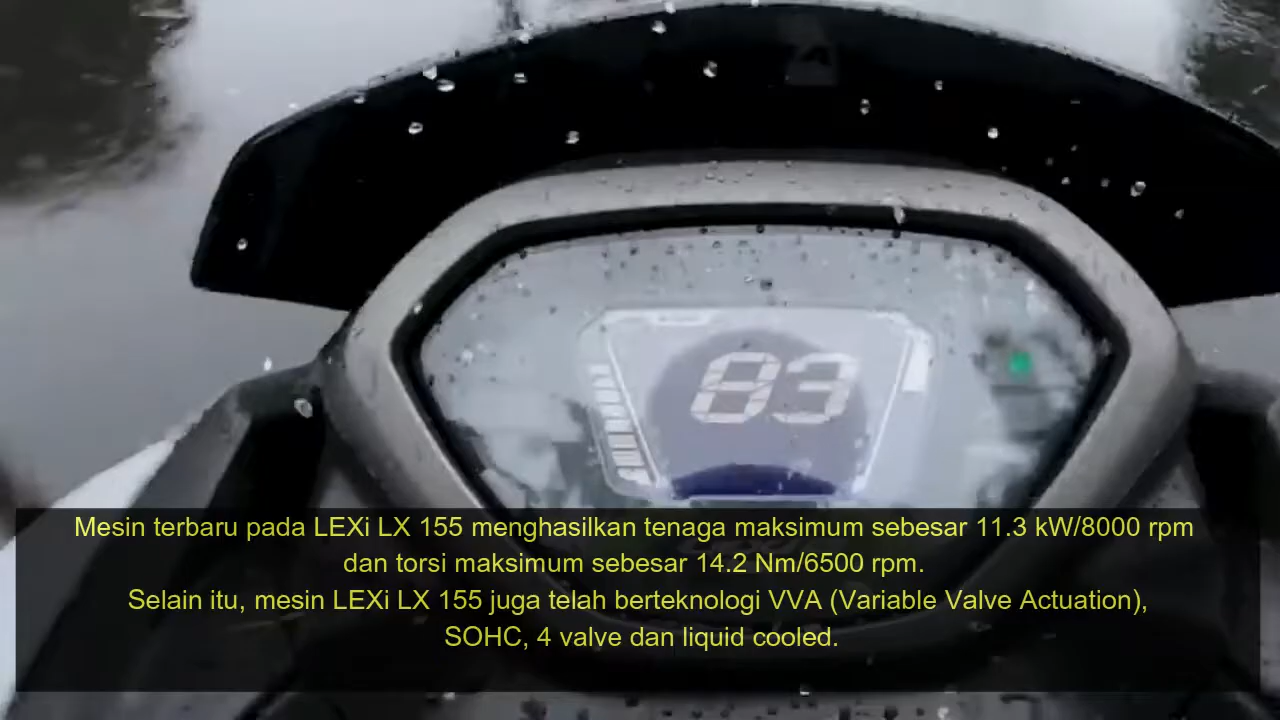 83
Mesin terbaru pada LEXi LX 155 menghasilkan tenaga maksimum sebesar 11.3 kW/8000 rpm
dan torsi maksimum sebesar 14.2 Nm/6500 rpm.
Selain itu, mesin LEXi LX 155 juga telah berteknologi VVA (Variable Valve Actuation),
SOHC, 4 valve dan liquid cooled.